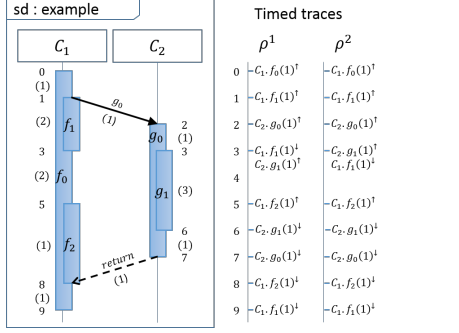 sd : example
Timed traces
C₁
C₂
ρ¹
ρ²
0
(1)
1
(2)
3
(2)
5
(1)
8
(1)
9
f₁
f₀
f₂
g₀
(1)
g₀
g₁
2
(1)
3
(3)
6
(1)
7
return
(1)
0 C₁.f₀(1)↑ C₁.f₀(1)↑
1 C₁.f₁(1)↑ C₁.f₁(1)↑
2 C₂.g₀(1)↑ C₂.g₀(1)↑
3 C₁.f₁(1)↓ C₂.g₁(1)↑
C₂.g₁(1)↑ C₁.f₁(1)↓
4
5 C₁.f₂(1)↑ C₁.f₂(1)↑
6 C₂.g₁(1)↓ C₂.g₁(1)↓
7 C₂.g₀(1)↓ C₂.g₀(1)↓
8 C₁.f₂(1)↓ C₁.f₂(1)↓
9 C₁.f₁(1)↓ C₁.f₁(1)↓